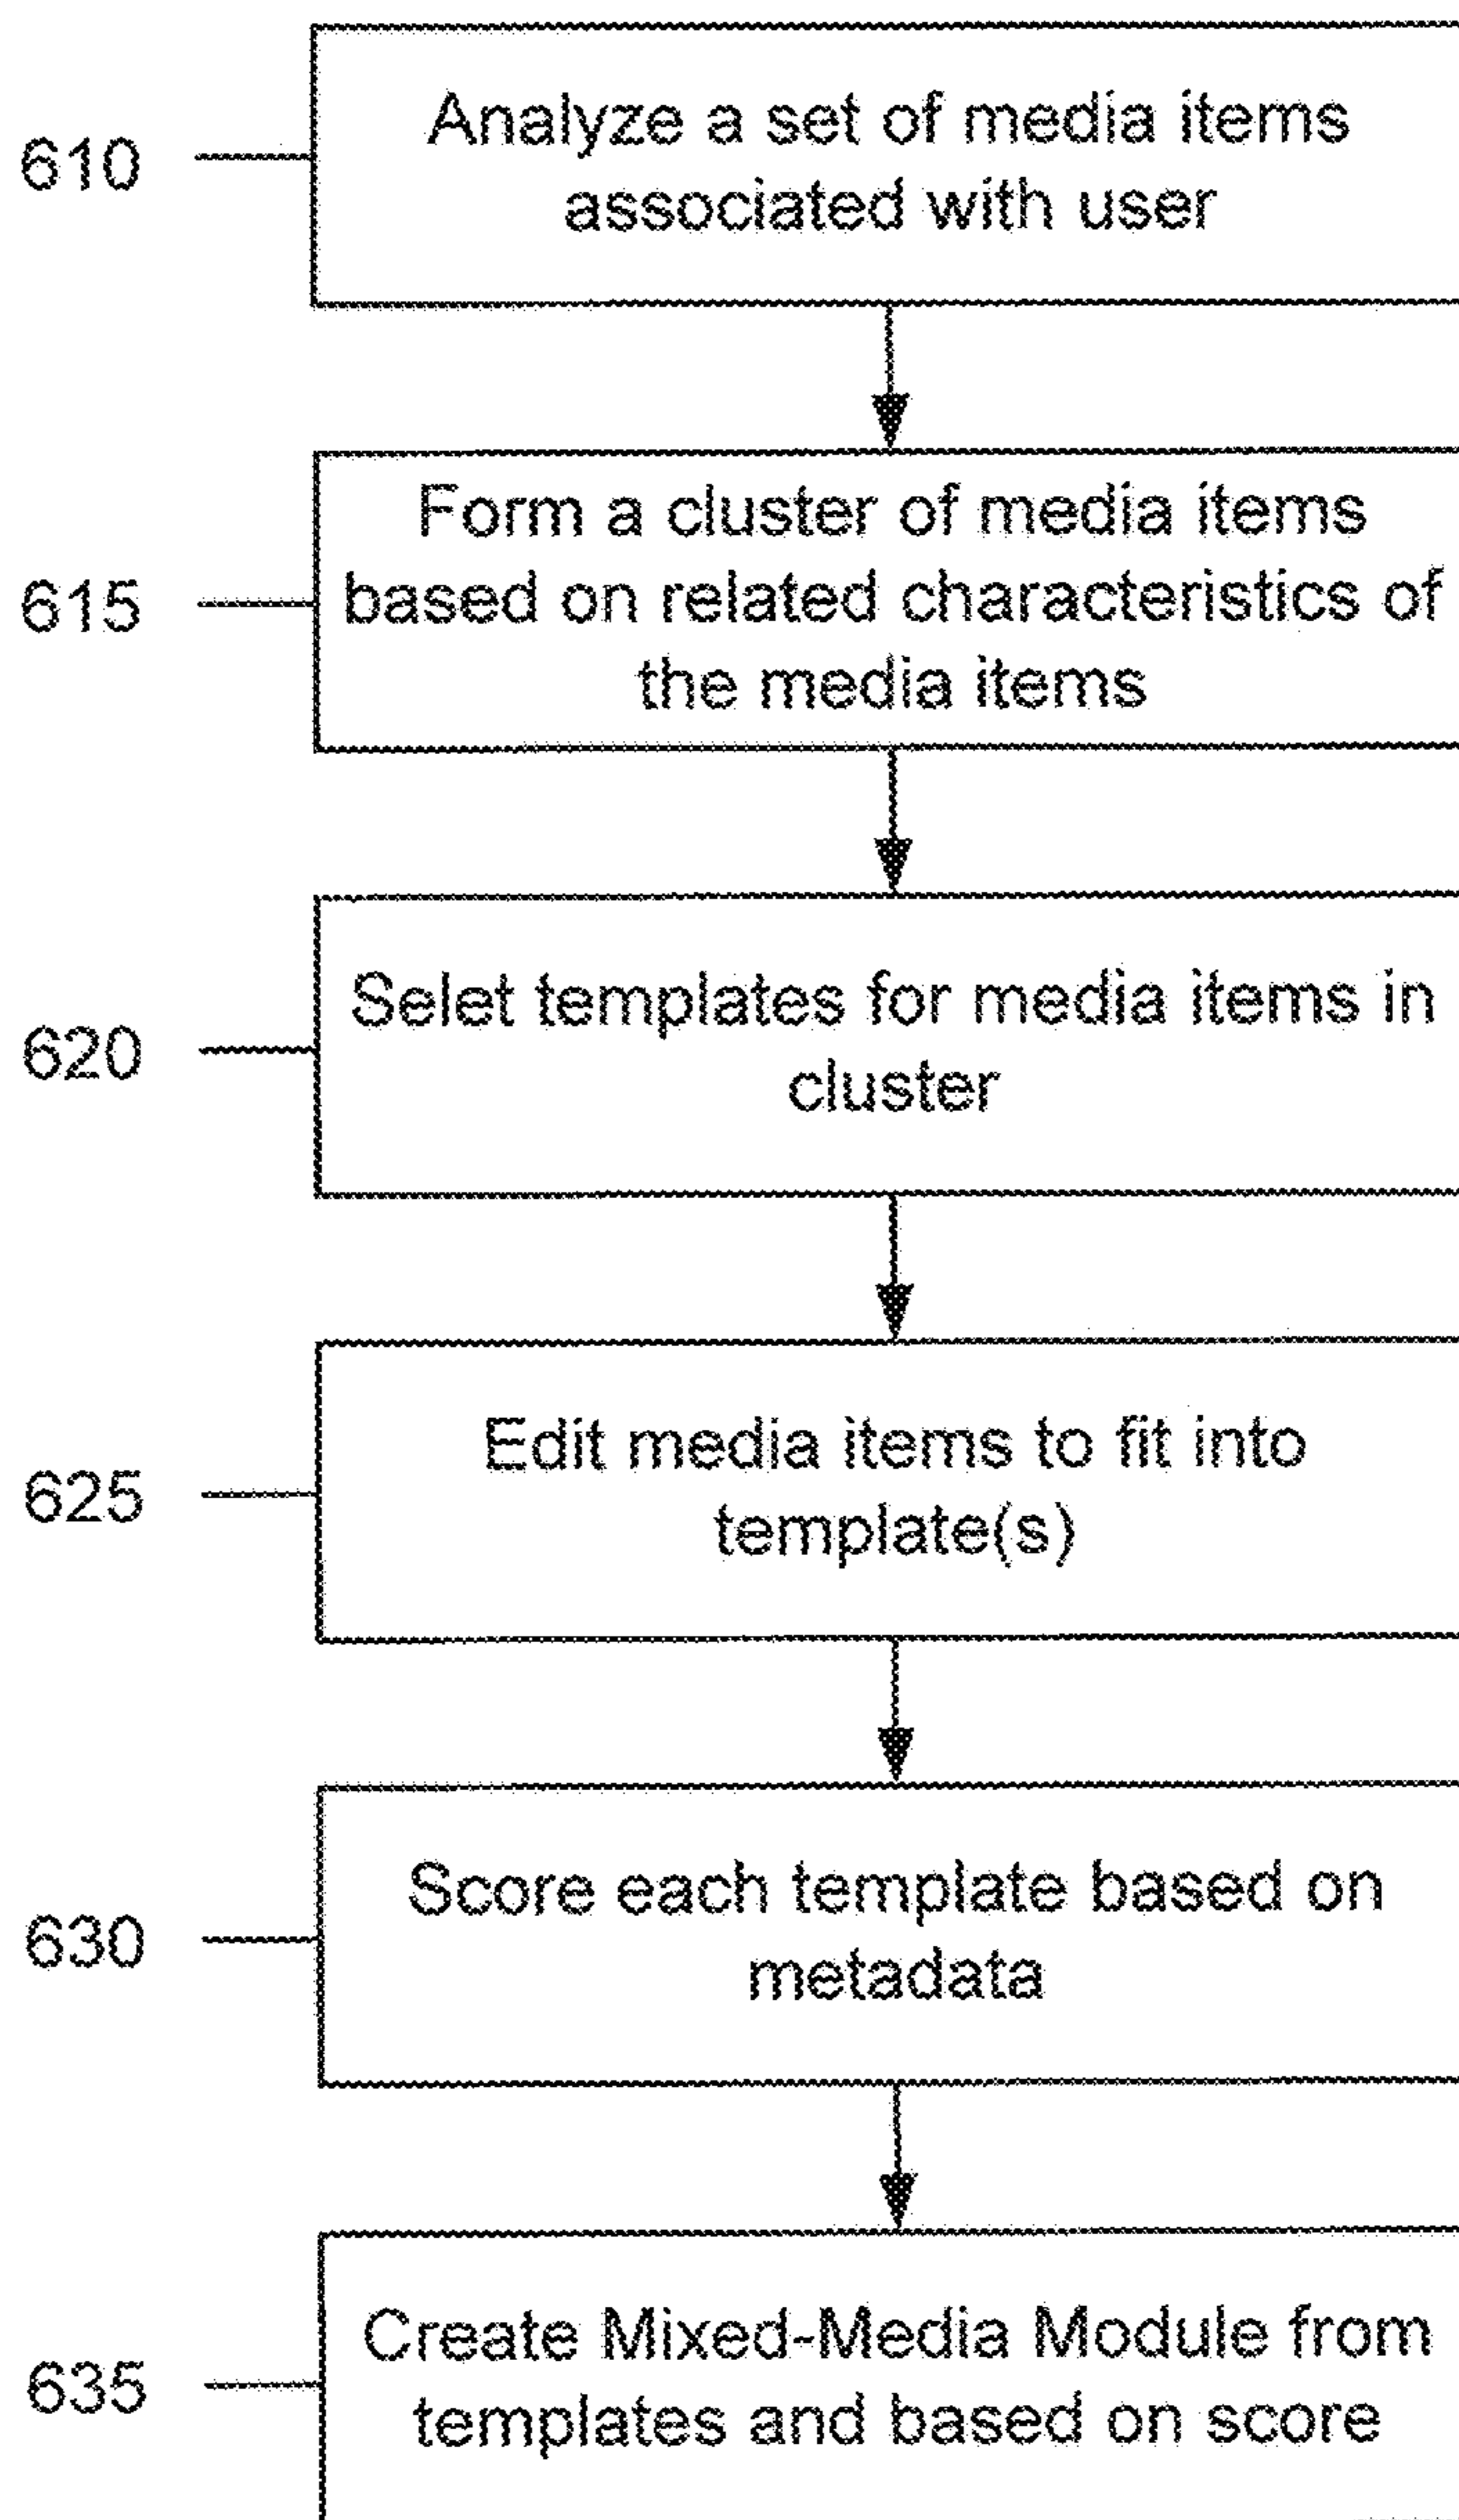 Analyze a set of media items
610
associated with user
Form a cluster of media items
615
based on related characteristics of
the media items
Selet templates for media items in
620
cluster
Edit media items to fit into
625
template(s)
Score each template based on
630
metadata
Create Mixed-Media Module from
635
templates and based on score